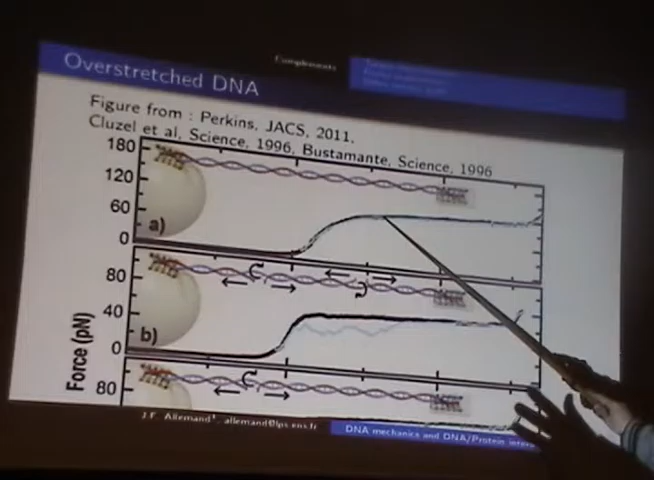 Complements
Overstretched DNA
Figure from : Perkins, JACS, 2011,
Cluzel et al, Science, 1996, Bustamante, Science, 1996
180
120
60
0
a)
80
40
0
b)
Force (pN)
80
J.F. Allemand¹ allemand@lps.ens.fr
DNA mechanics and DNA/Protein inter